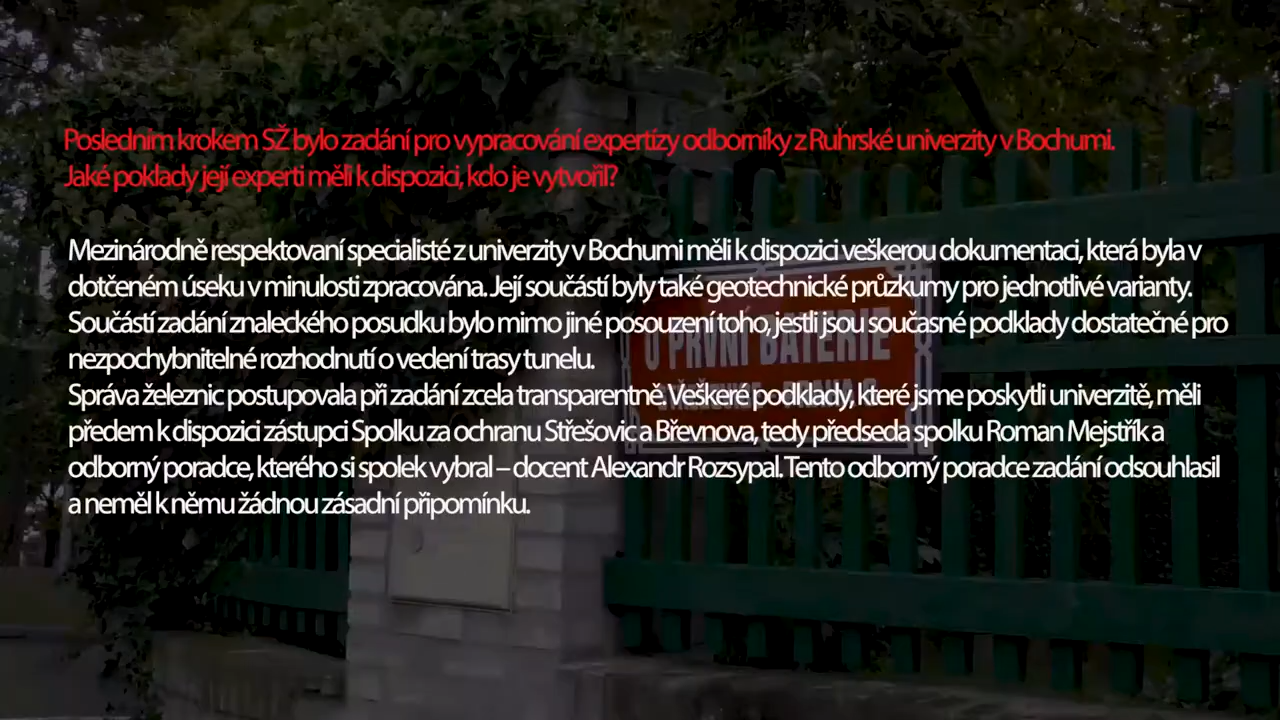 Posledním krokem SŽ bylo zadání pro vypracování expertízy odborníky z Ruhrské univerzity v Bochumi.
Jaké poklady její experti měli k dispozici, kdo je vytvořil?
Mezinárodně respektovaní specialisté z univerzity v Bochumi měli k dispozici veškerou dokumentaci, která byla v
dotčeném úseku v minulosti zpracována. Její součástí byly také geotechnické průzkumy pro jednotlivé varianty.
Součástí zadání znaleckého posudku bylo mimo jiné posouzení toho, jestli jsou současné podklady dostatečné pro
nezpochybnitelné rozhodnutí o vedení trasy tunelu.
Správa železnic postupovala při zadání zcela transparentně. Veškeré podklady, které jsme poskytli univerzitě, měli
předem k dispozici zástupci Spolku za ochranu Střešovic a Břevnova, tedy předseda spolku Roman Mejstřík a
odborný poradce, kterého si spolek vybral – docent Alexandr Rozsypal. Tento odborný poradce zadání odsouhlasil
a neměl k němu žádnou zásadní připomínku.
U PRVNÍ BATERIE